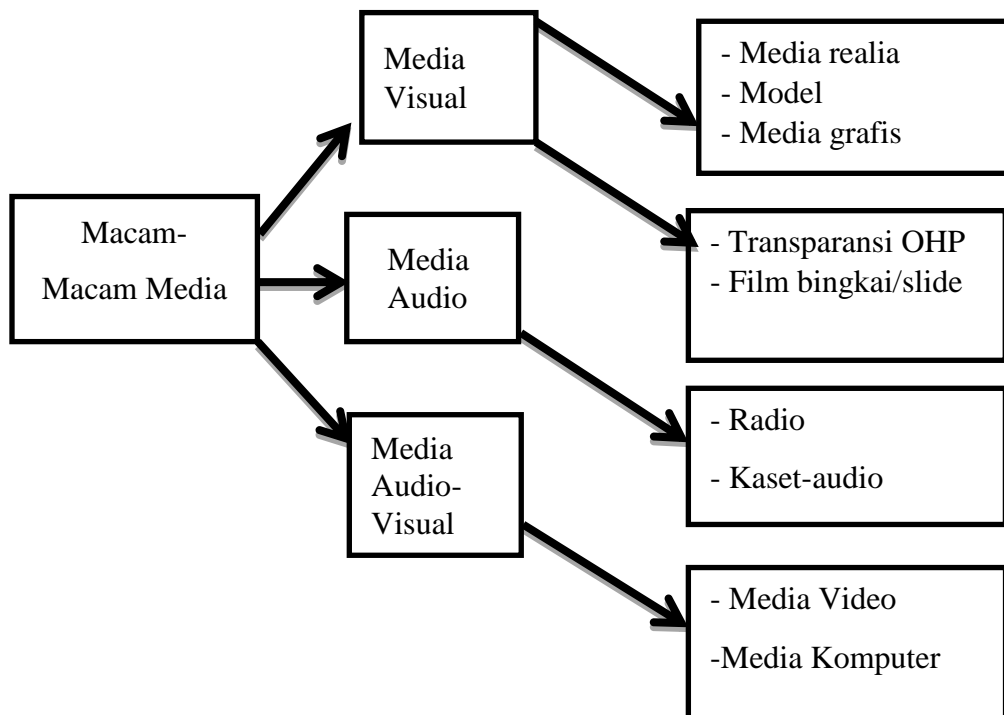 Macam-
Macam Media
Media
Visual
Media
Audio
Media
Audio-
Visual
- Media realia
- Model
- Media grafis
- Transparansi OHP
- Film bingkai/slide
- Radio
- Kaset-audio
- Media Video
-Media Komputer